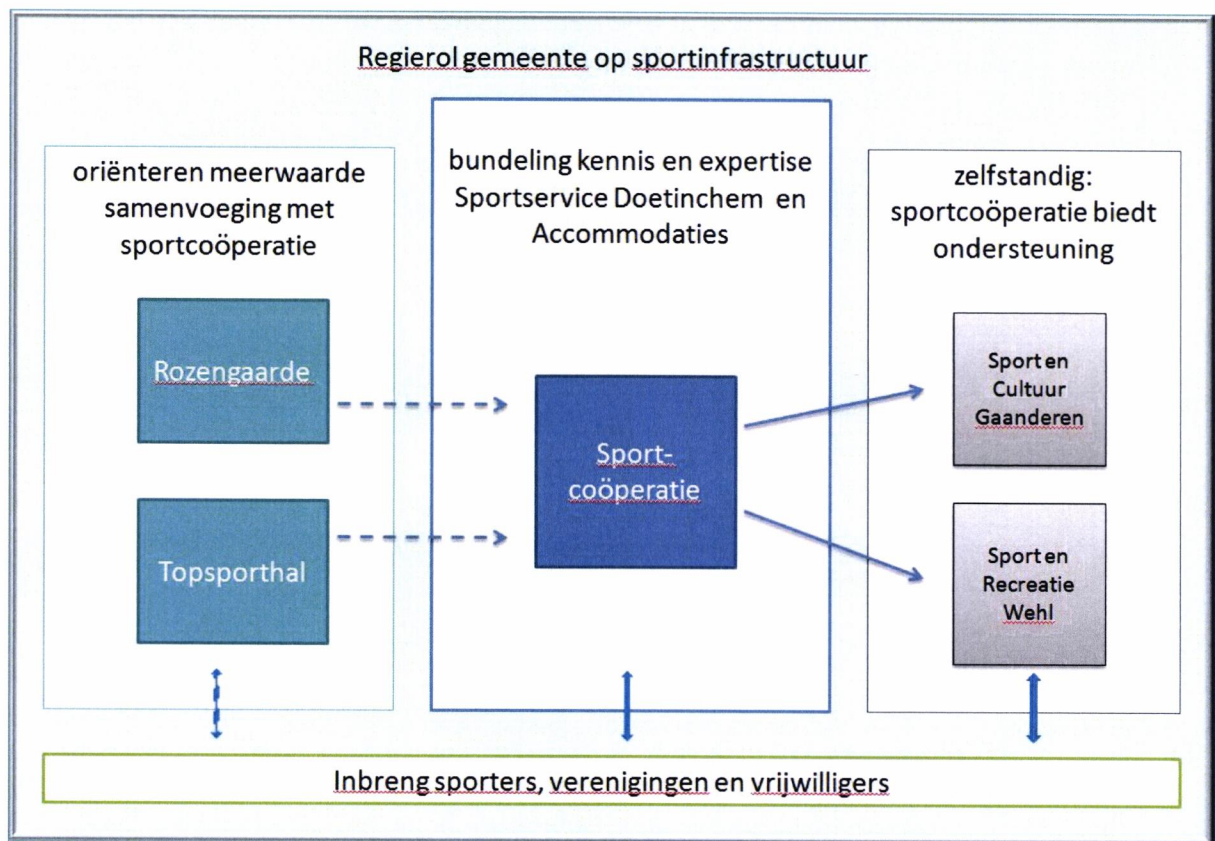 Regierol gemeente op sportinfrastructuur
oriënteren meerwaarde
samenvoeging met
sportcoöperatie
Rozengaarde
Topsporthal
bundeling kennis en expertise
Sportservice Doetinchem en
Accommodaties
Sport-
coöperatie
zelfstandig:
sportcoöperatie biedt
ondersteuning
Sport en
Cultuur
Gaanderen
Sport en
Recreatie
Wehl
Inbreng sporters, verenigingen en vrijwilligers